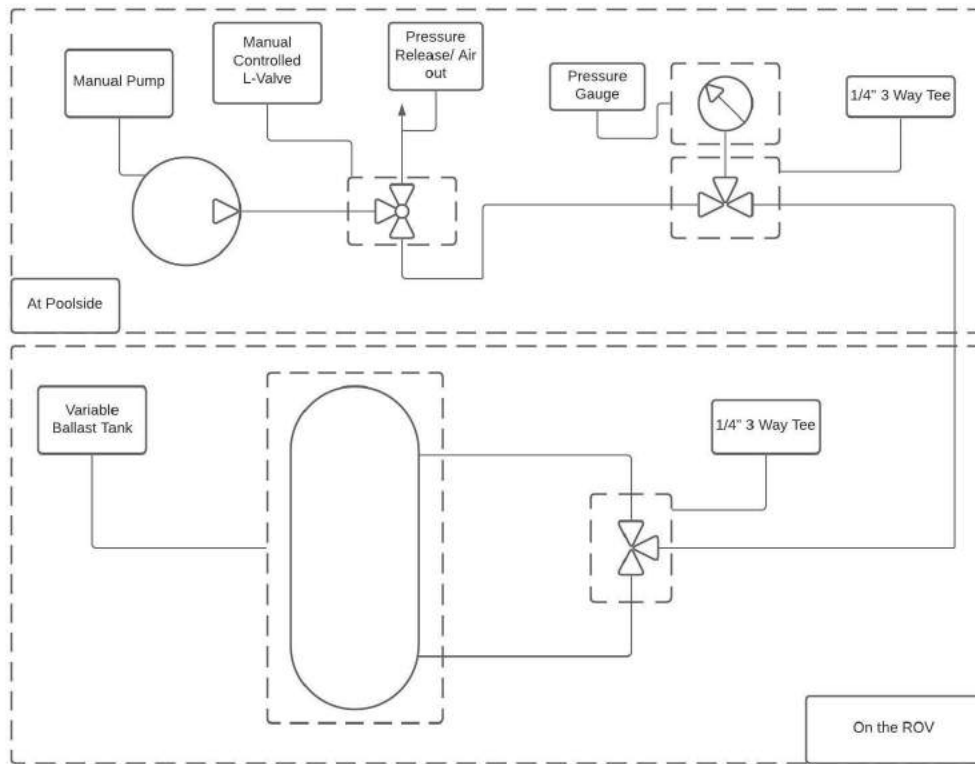 Manual Pump
Manual
Controlled
L-Valve
Pressure
Release/ Air
out
Pressure
Gauge
1/4" 3 Way Tee
At Poolside
Variable
Ballast Tank
1/4" 3 Way Tee
On the ROV